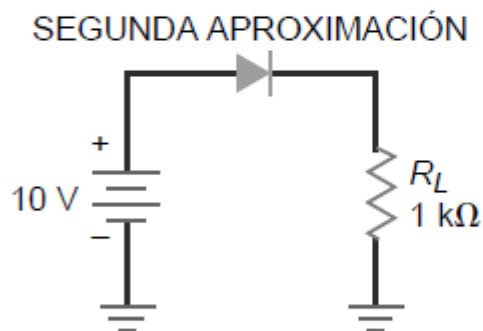 SEGUNDA APROXIMACIÓN
+
10 V
–
R_L
1 kΩ